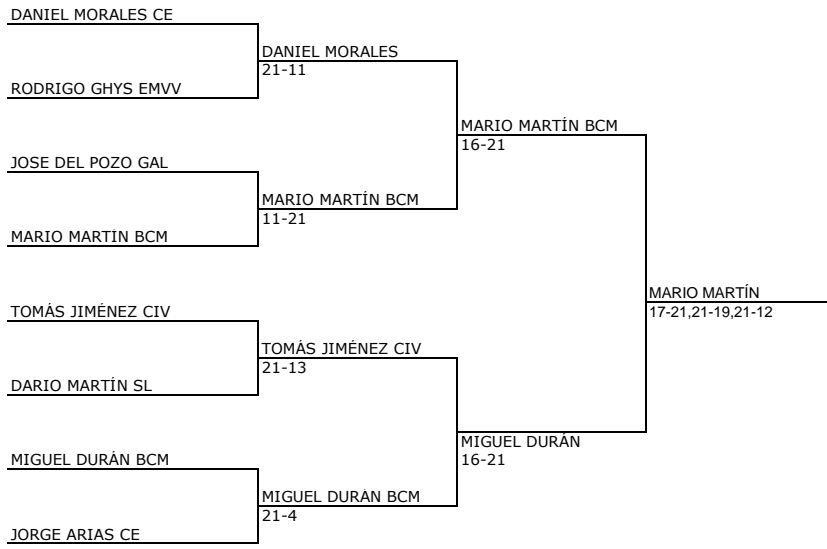 DANIEL MORALES CE
DANIEL MORALES
21-11
RODRIGO GHYS EMVV
MARIO MARTÍN BCM
16-21
JOSE DEL POZO GAL
MARIO MARTÍN BCM
11-21
MARIO MARTÍN BCM
MARIO MARTÍN
17-21,21-19,21-12
TOMÁS JIMÉNEZ CIV
TOMÁS JIMÉNEZ CIV
21-13
DARIO MARTÍN SL
MIGUEL DURÁN
16-21
MIGUEL DURÁN BCM
MIGUEL DURÁN BCM
21-4
JORGE ARIAS CE